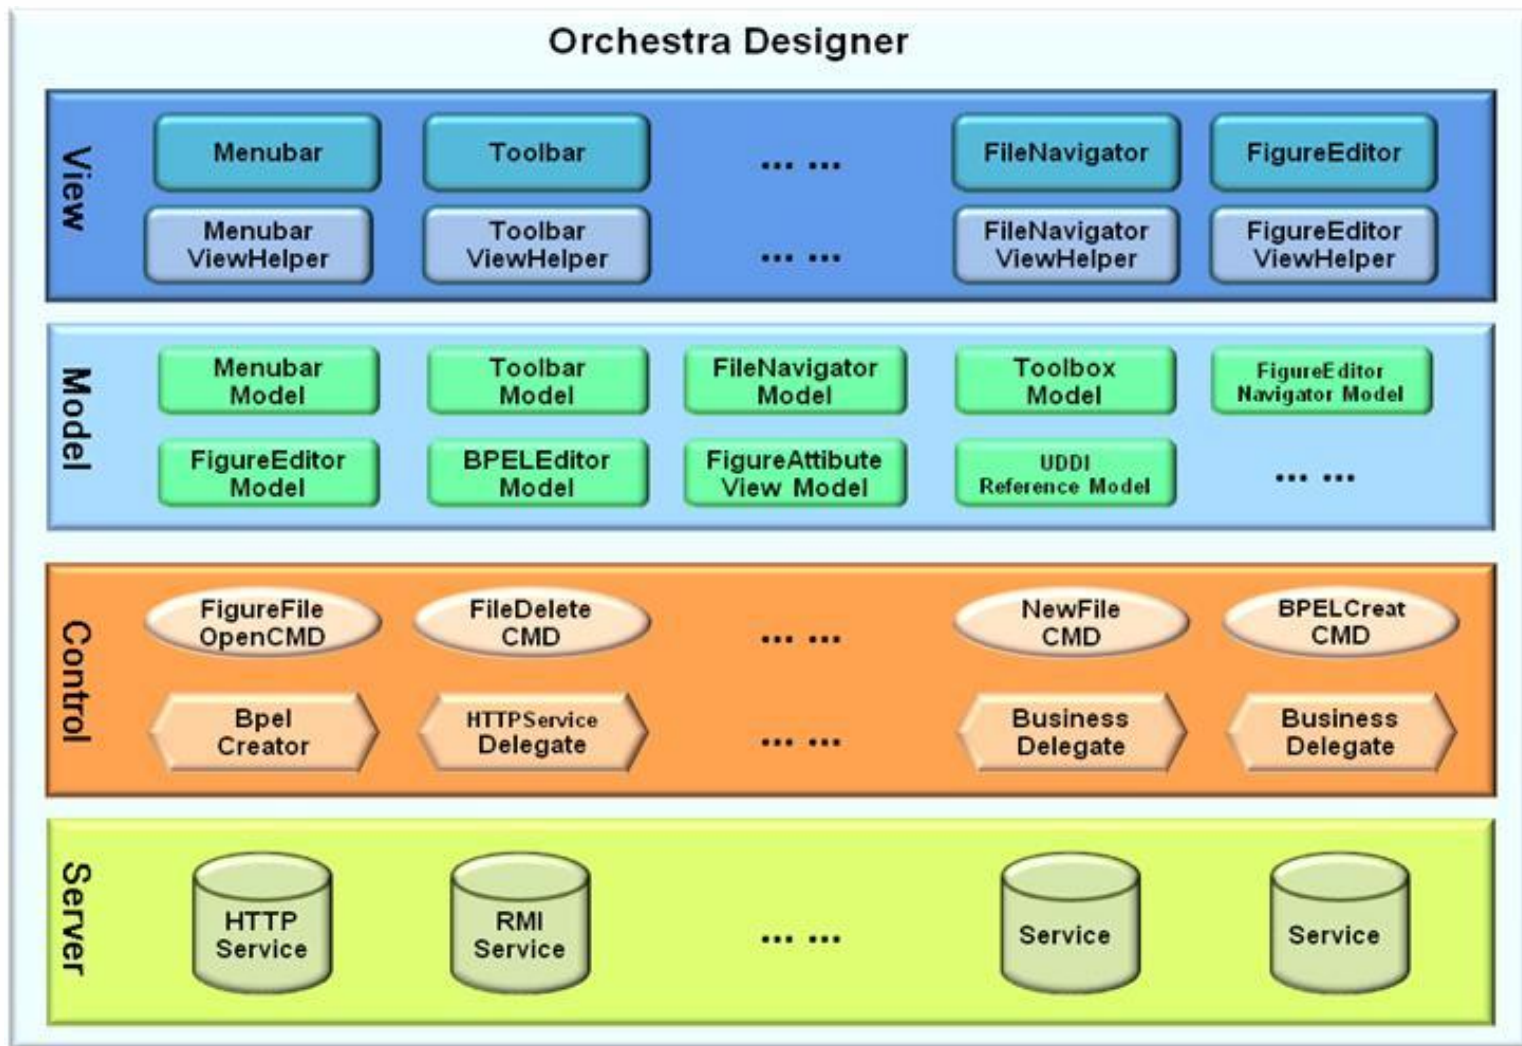 Orchestra Designer
View
Menubar
Toolbar
... ...
FileNavigator
FigureEditor
Menubar
ViewHelper
Toolbar
ViewHelper
... ...
FileNavigator
ViewHelper
FigureEditor
ViewHelper
Model
Menubar
Model
Toolbar
Model
FileNavigator
Model
Toolbox
Model
FigureEditor
Navigator Model
FigureEditor
Model
BPELEditor
Model
FigureAttibute
View Model
UDDI
Reference Model
... ...
Control
FigureFile
OpenCMD
FileDelete
CMD
... ...
NewFile
CMD
BPELCreat
CMD
Bpel
Creator
HTTPService
Delegate
... ...
Business
Delegate
Business
Delegate
Server
HTTP
Service
RMI
Service
... ...
Service
Service